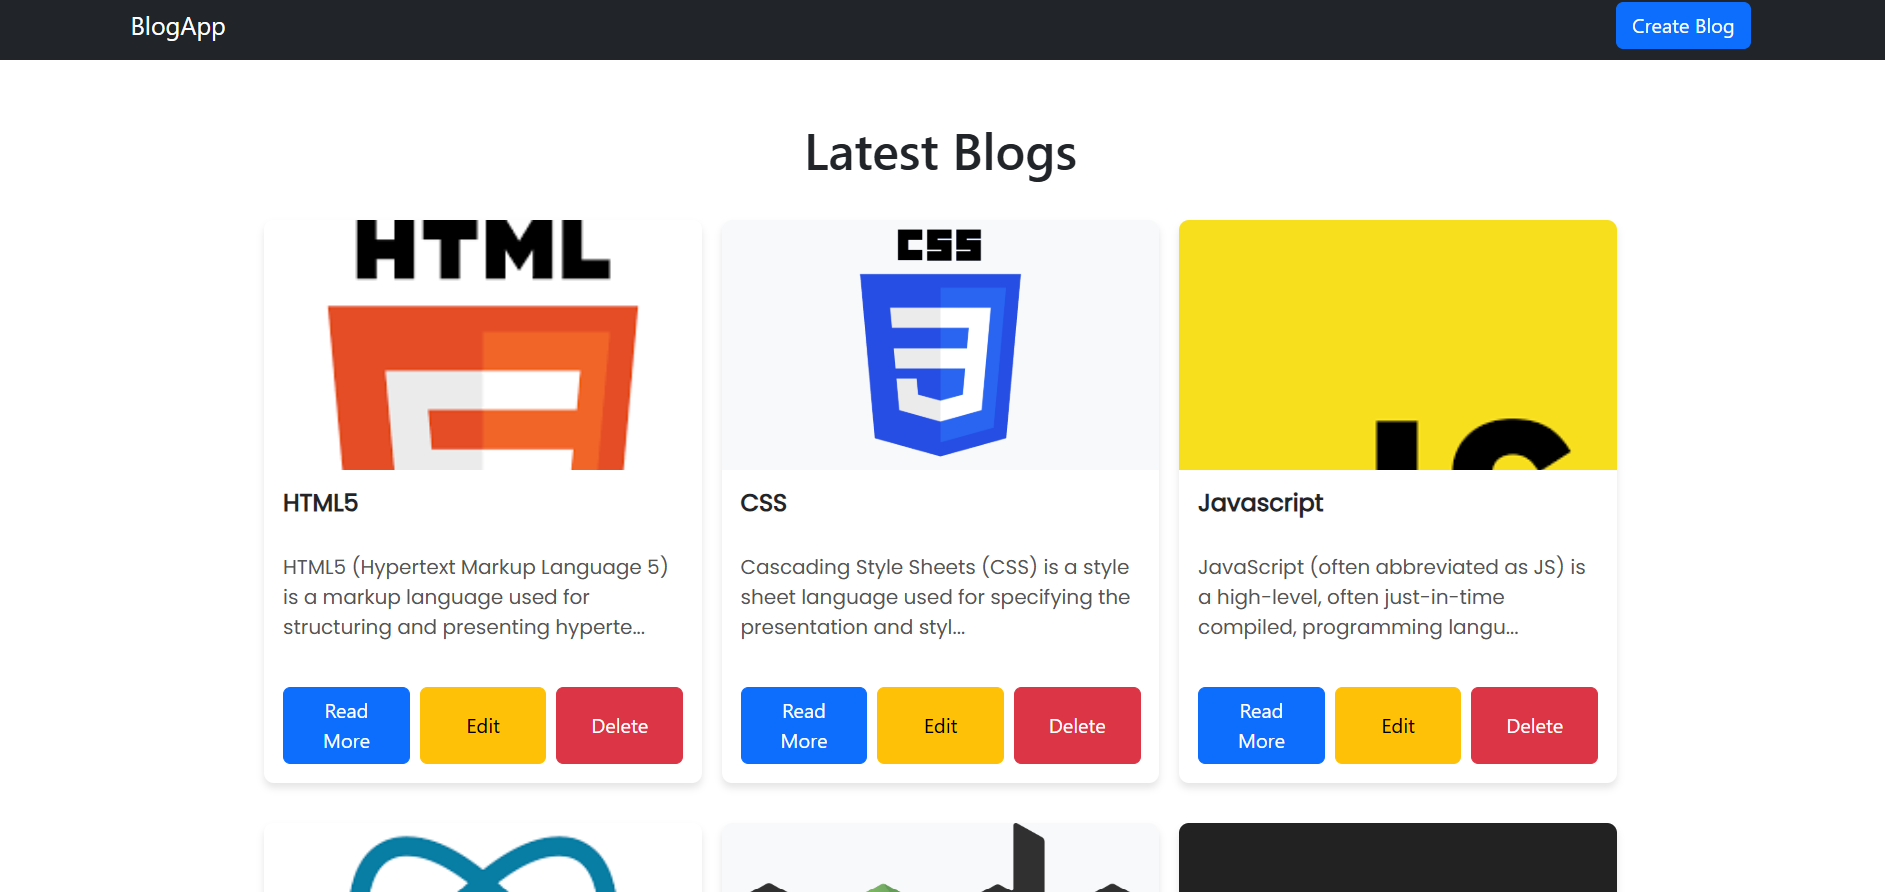 BlogApp
Create Blog
Latest Blogs
HTML
CSS
JS
HTML5
HTML5 (Hypertext Markup Language 5)
is a markup language used for
structuring and presenting hyperte...
Read
More
Edit
Delete
CSS
Cascading Style Sheets (CSS) is a style
sheet language used for specifying the
presentation and styl...
Read
More
Edit
Delete
Javascript
JavaScript (often abbreviated as JS) is
a high-level, often just-in-time
compiled, programming langu...
Read
More
Edit
Delete